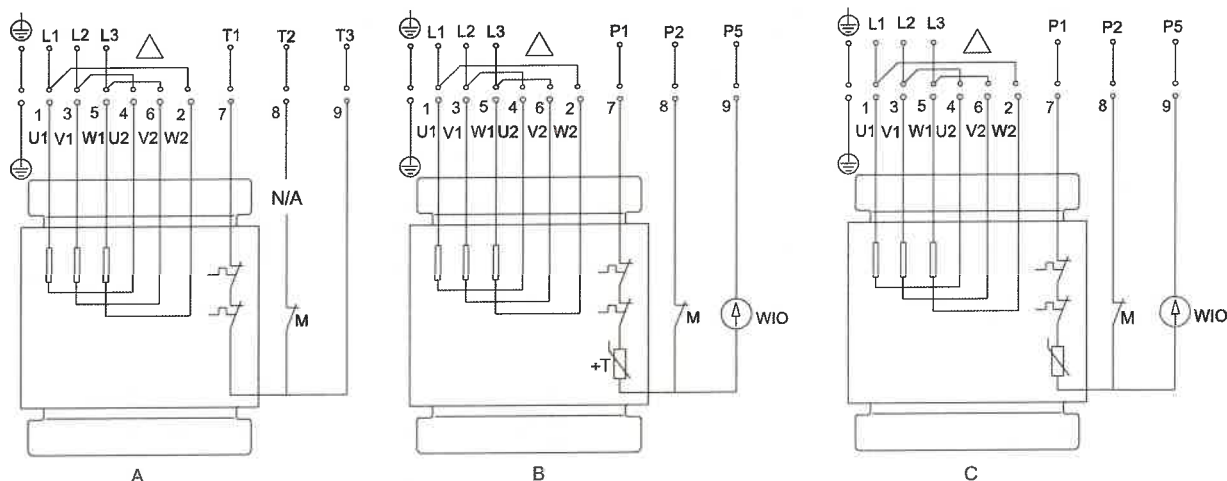 L1 L2 L3 T1 T2 T3
1 3 5 4 6 2 7 8 9
U1 V1 W1 U2 V2 W2
N/A
M
A
L1 L2 L3 P1 P2 P5
1 3 5 4 6 2 7 8 9
U1 V1 W1 U2 V2 W2
M WIO
+T
B
L1 L2 L3 P1 P2 P5
1 3 5 4 6 2 7 8 9
U1 V1 W1 U2 V2 W2
M WIO
C